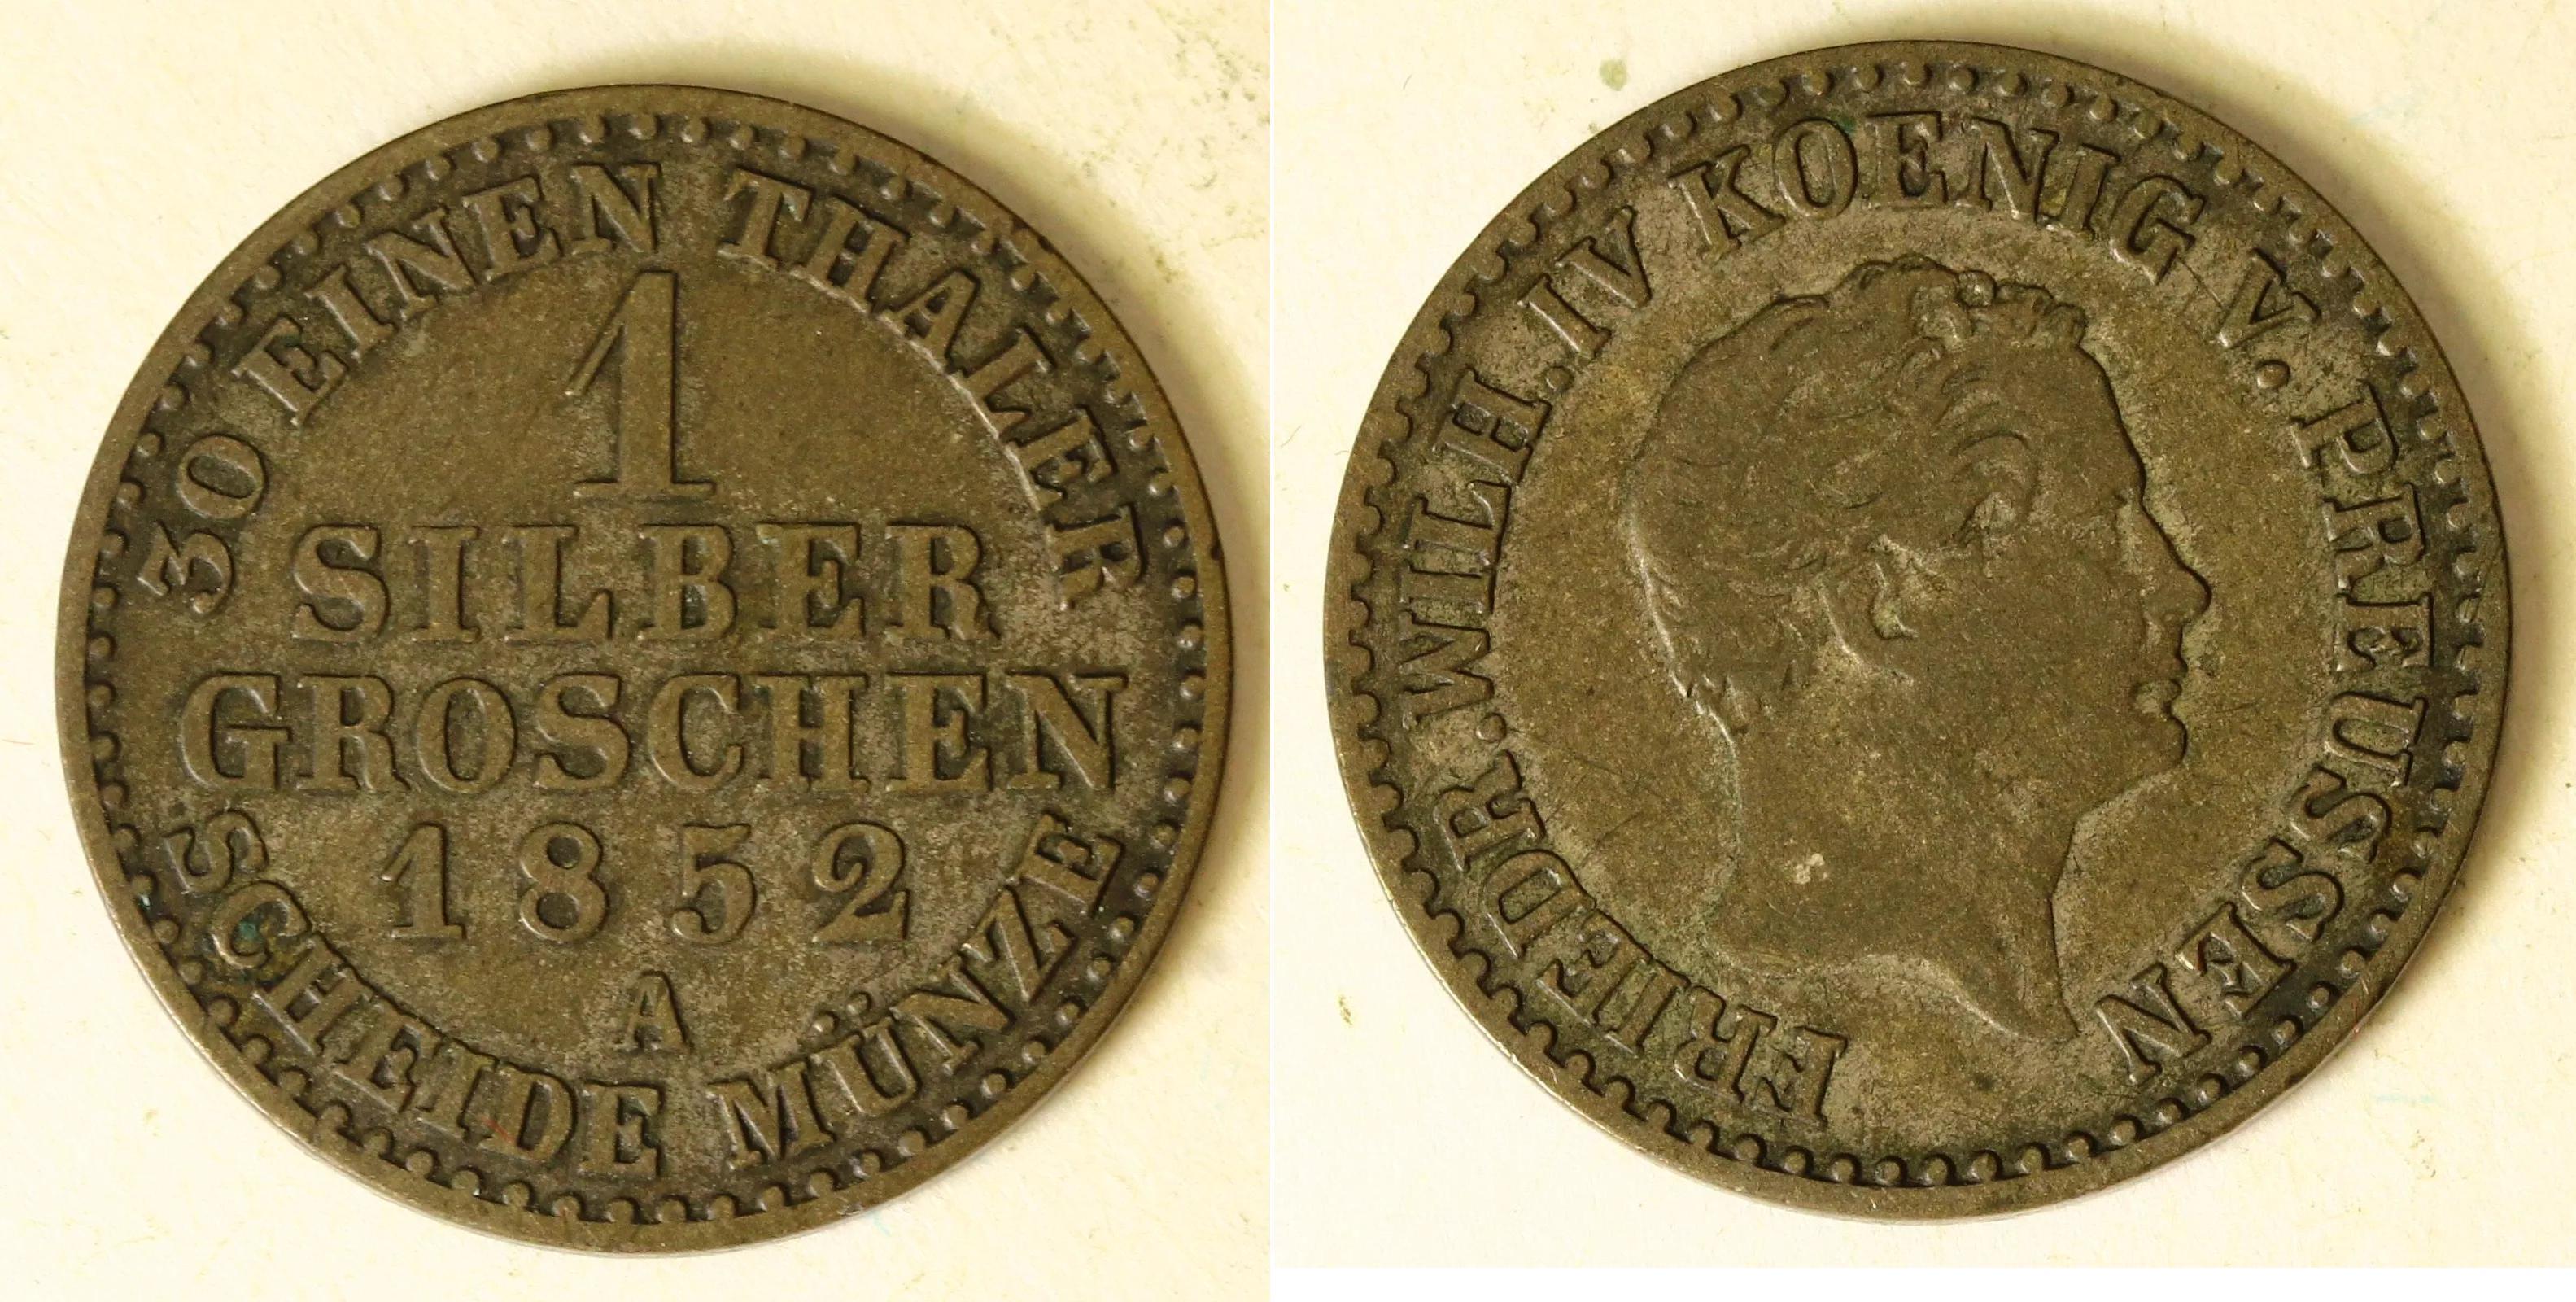 30 EINEN THALER
1
SILBER
GROSCHEN
1852
A
SCHEIDE MÜNZE
FRIEDR.WILH.IV KOENIG V. PREUSSEN